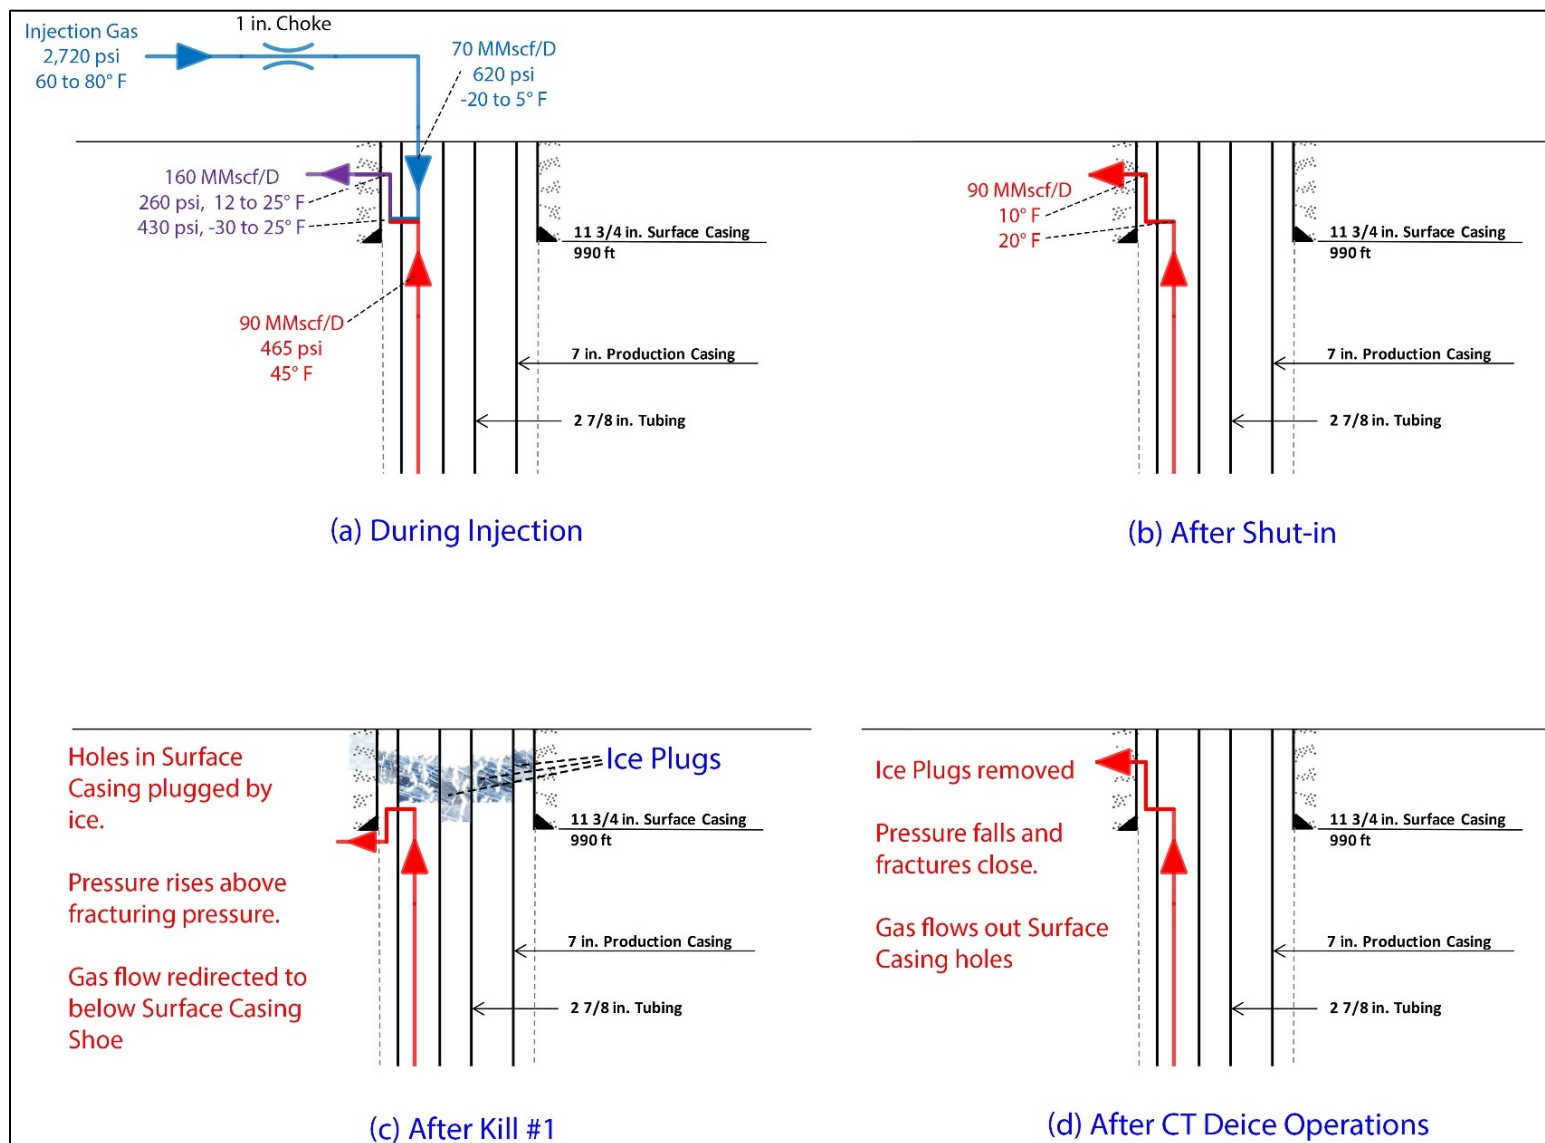 Injection Gas
2,720 psi
60 to 80° F
1 in. Choke
70 MMscf/D
620 psi
-20 to 5° F
160 MMscf/D
260 psi, 12 to 25° F
430 psi, -30 to 25° F
90 MMscf/D
465 psi
45° F
11 3/4 in. Surface Casing
990 ft
7 in. Production Casing
2 7/8 in. Tubing
(a) During Injection
90 MMscf/D
10° F
20° F
11 3/4 in. Surface Casing
990 ft
7 in. Production Casing
2 7/8 in. Tubing
(b) After Shut-in
Holes in Surface
Casing plugged by
ice.
Pressure rises above
fracturing pressure.
Gas flow redirected to
below Surface Casing
Shoe
Ice Plugs
11 3/4 in. Surface Casing
990 ft
7 in. Production Casing
2 7/8 in. Tubing
(c) After Kill #1
Ice Plugs removed
Pressure falls and
fractures close.
Gas flows out Surface
Casing holes
11 3/4 in. Surface Casing
990 ft
7 in. Production Casing
2 7/8 in. Tubing
(d) After CT Deice Operations